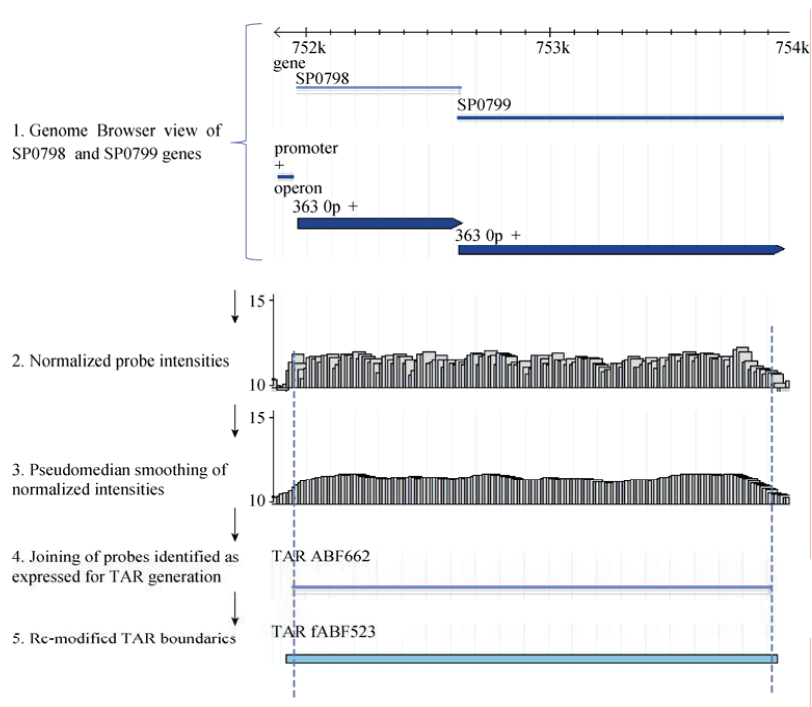 752k 753k 754k
gene
SP0798
SP0799
1. Genome Browser view of
SP0798 and SP0799 genes
promoter
+
operon
363 0p +
363 0p +
15
2. Normalized probe intensities
10
15
3. Pseudomedian smoothing of
normalized intensities
10
4. Joining of probes identified as
expressed for TAR generation
TAR ABF662
5. Re-modified TAR boundaries
TAR fABF523